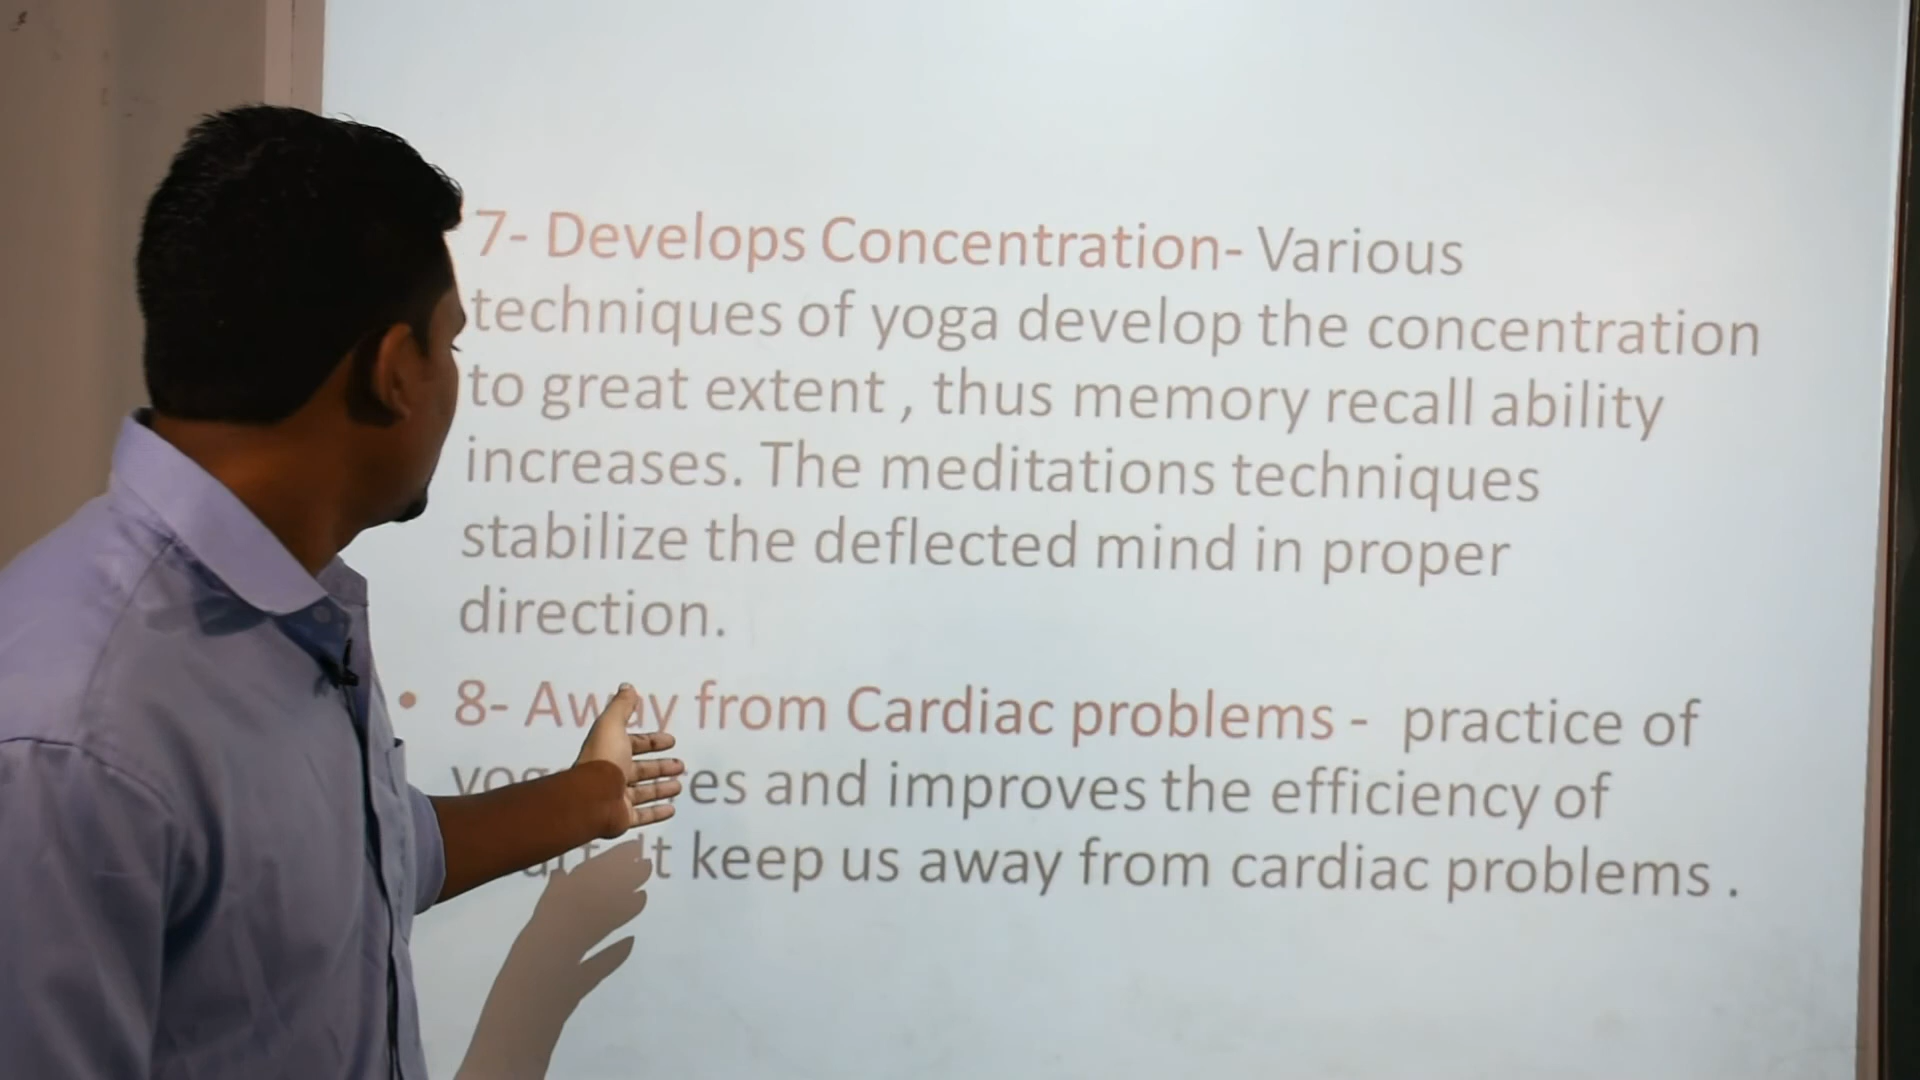 7- Develops Concentration- Various
techniques of yoga develop the concentration
to great extent , thus memory recall ability
increases. The meditations techniques
stabilize the deflected mind in proper
direction.
• 8- Away from Cardiac problems - practice of
and improves the efficiency of
It keep us away from cardiac problems .